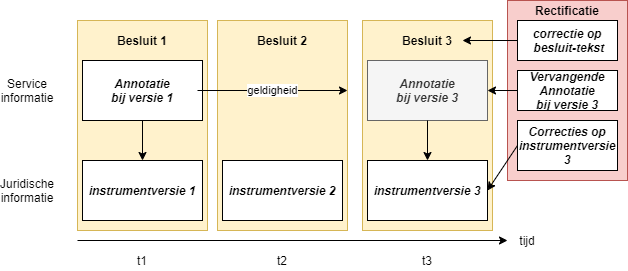 Rectificatie
Besluit 1
Besluit 2
Besluit 3
correctie op
besluit-tekst
Service
informatie
Annotatie
bij versie 1
geldigheid
Annotatie
bij versie 3
Vervangende
Annotatie
bij versie 3
Correcties op
instrumentversie
3
Juridische
informatie
instrumentversie 1
instrumentversie 2
instrumentversie 3
tijd
t1
t2
t3